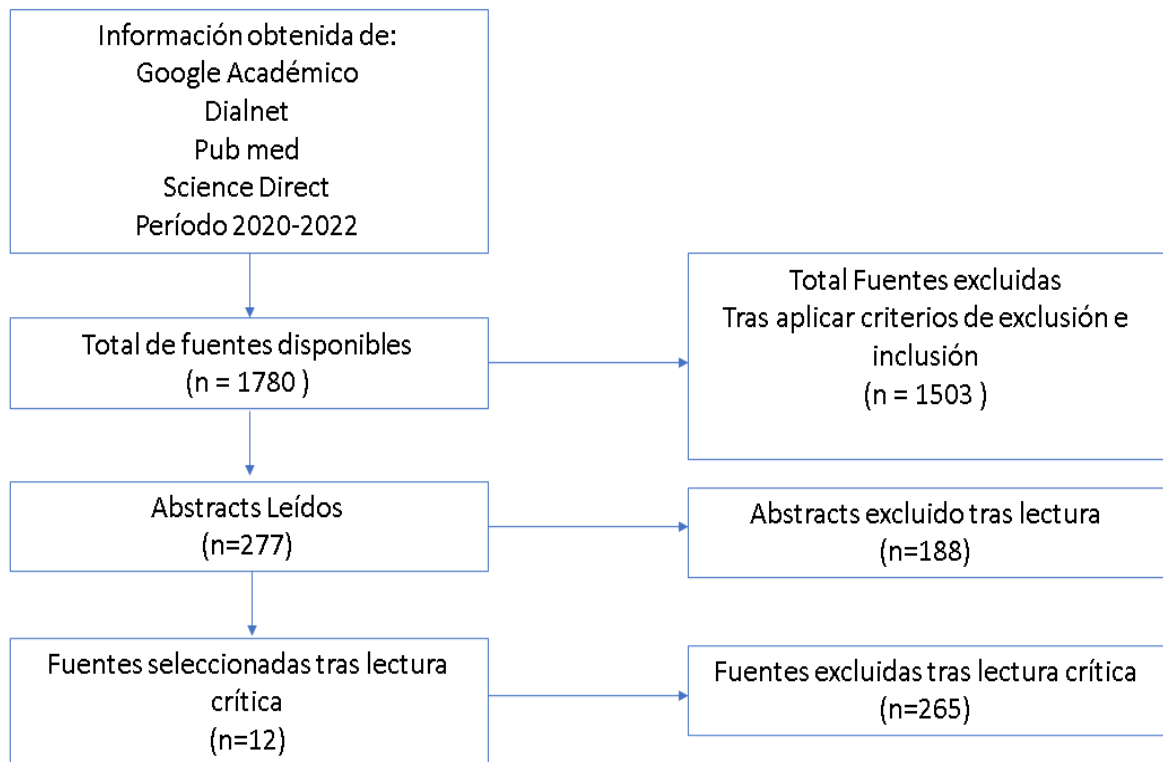 Información obtenida de:
Google Académico
Dialnet
Pub med
Science Direct
Período 2020-2022
Total Fuentes excluidas
Tras aplicar criterios de exclusión e
inclusión
(n = 1503 )
Total de fuentes disponibles
(n = 1780 )
Abstracts Leídos
(n=277)
Abstracts excluido tras lectura
(n=188)
Fuentes seleccionadas tras lectura
crítica
(n=12)
Fuentes excluidas tras lectura crítica
(n=265)